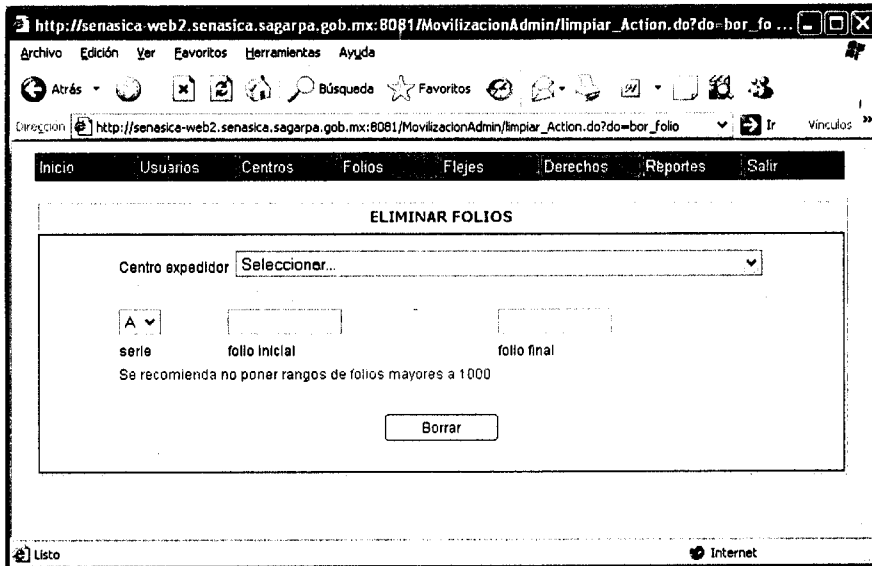 http://senasica-web2.senasica.sagarpa.gob.mx:8081/MovilizacionAdmin/limpiar_Action.do?do=bor_fo ...
Archivo Edición Ver Favoritos Herramientas Ayuda
Atrás Búsqueda Favoritos
Dirección http://senasica-web2.senasica.sagarpa.gob.mx:8081/MovilizacionAdmin/limpiar_Action.do?do=bor_folio Ir Vínculos »
Inicio Usuarios Centros Folios Flejes Derechos Reportes Salir
ELIMINAR FOLIOS
Centro expedidor Seleccionar...
A
serie folio inicial folio final
Se recomienda no poner rangos de folios mayores a 1000
Borrar
Listo Internet